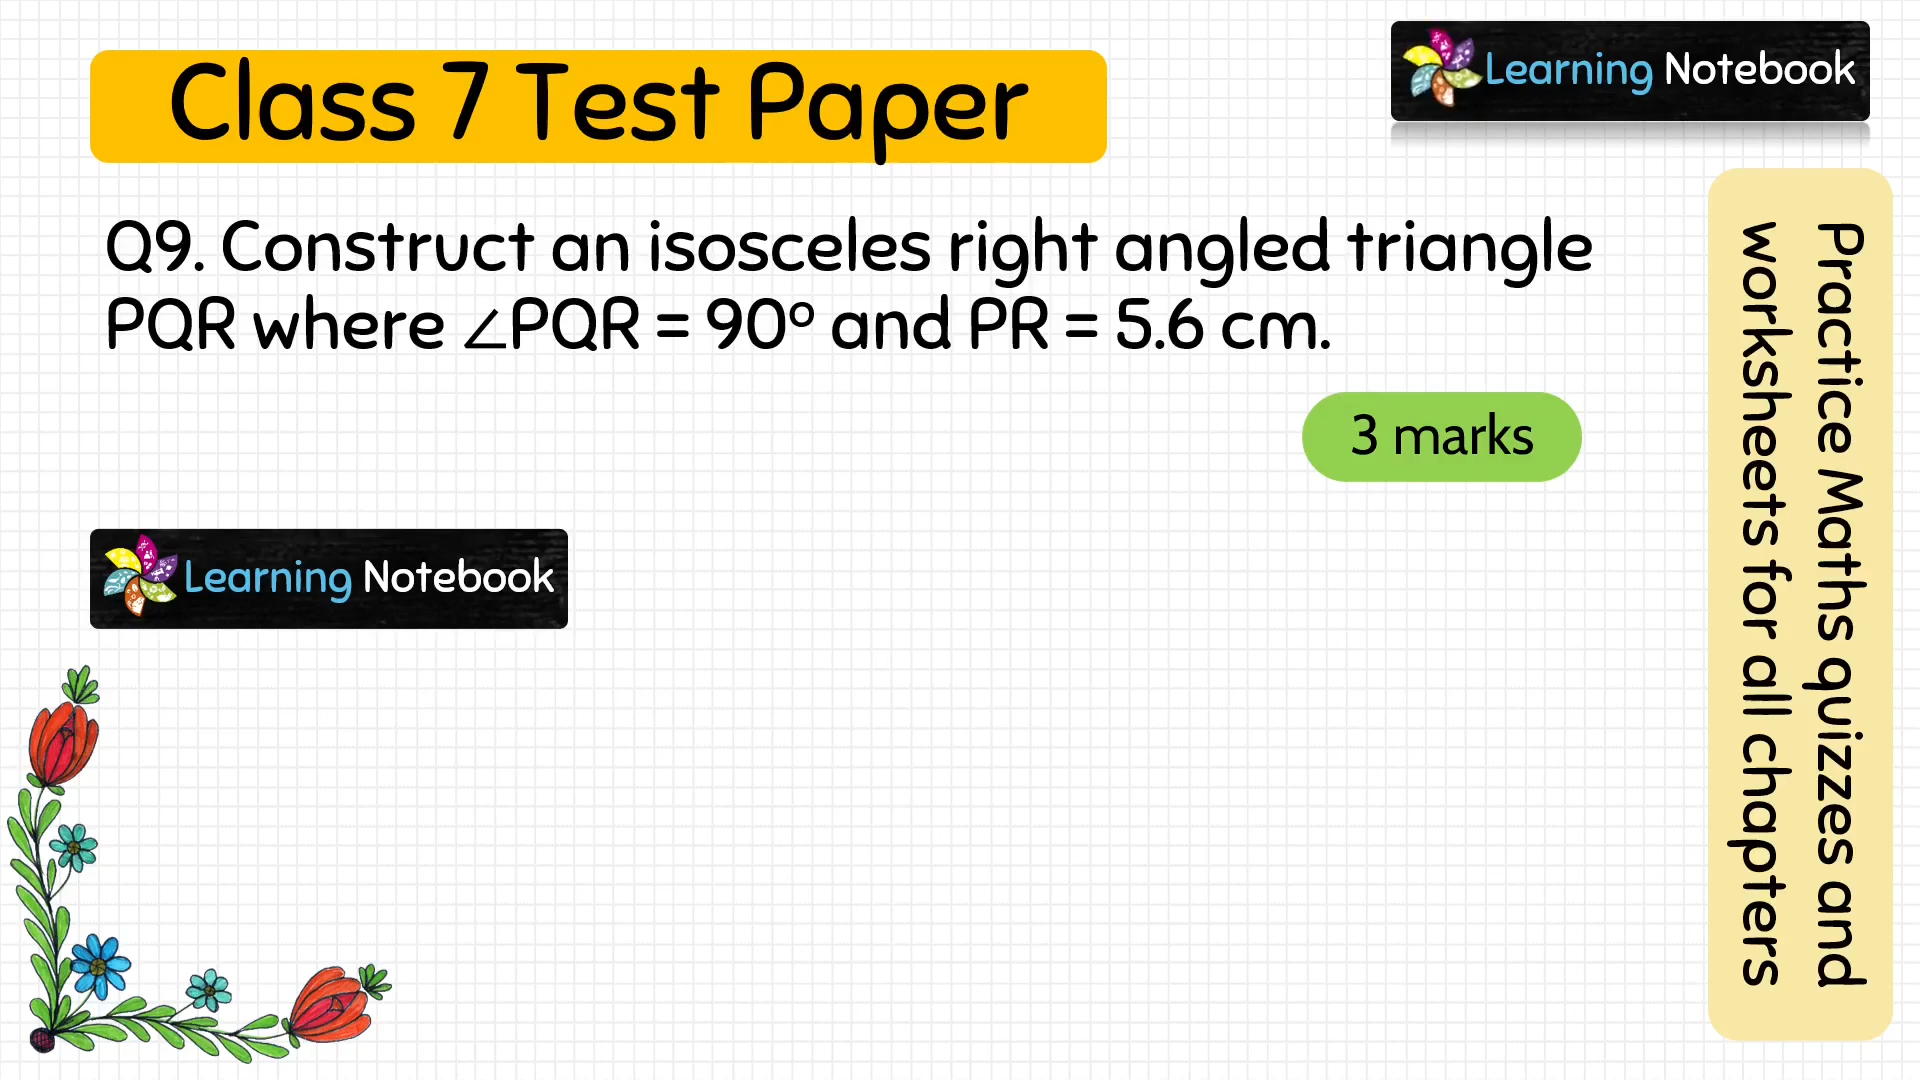 Class 7 Test Paper
Learning Notebook
Q9. Construct an isosceles right angled triangle
PQR where ∠PQR = 90º and PR = 5.6 cm.
3 marks
Learning Notebook
Practice Maths quizzes and
worksheets for all chapters